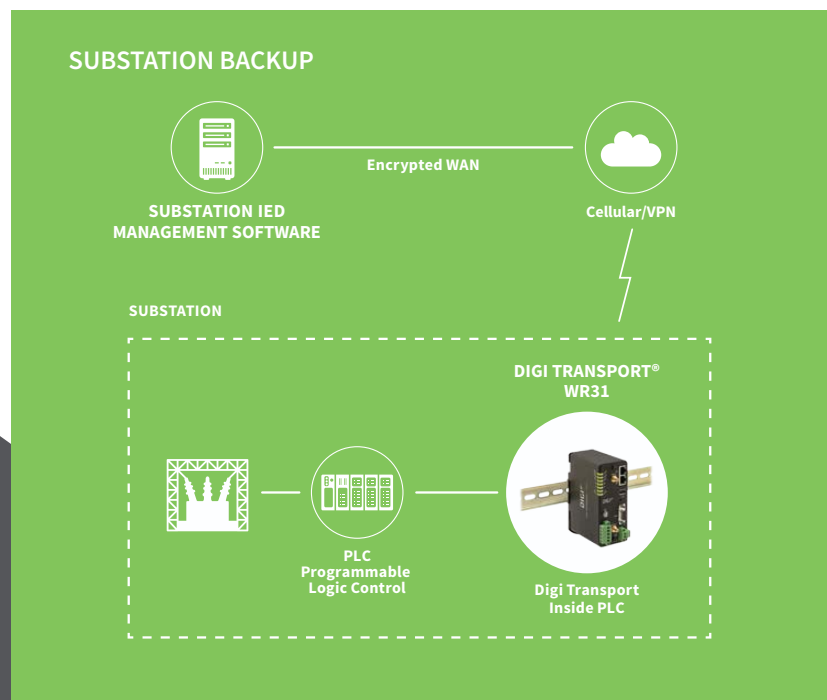 SUBSTATION BACKUP
Encrypted WAN
SUBSTATION IED
MANAGEMENT SOFTWARE
Cellular/VPN
SUBSTATION
DIGI TRANSPORT®
WR31
DIGI
PLC
Programmable
Logic Control
Digi Transport
Inside PLC